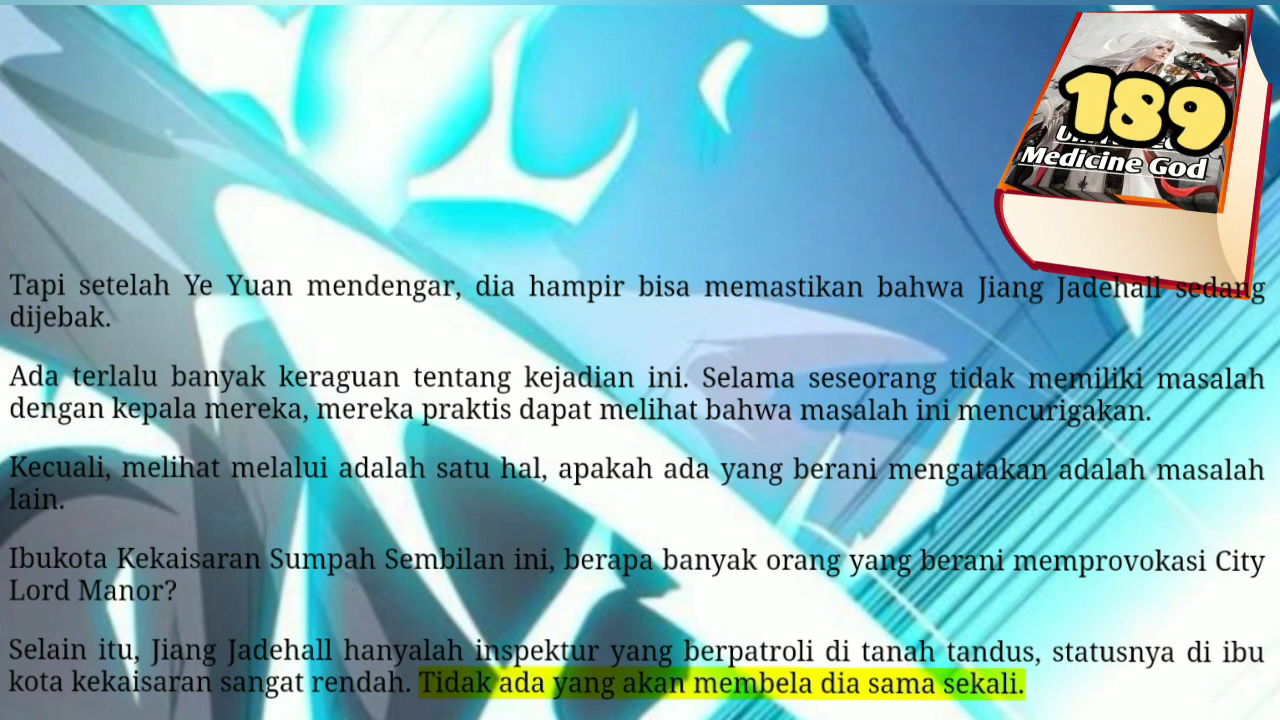 189
Medicine God
Tapi setelah Ye Yuan mendengar, dia hampir bisa memastikan bahwa Jiang Jadehall sedang
dijebak.
Ada terlalu banyak keraguan tentang kejadian ini. Selama seseorang tidak memiliki masalah
dengan kepala mereka, mereka praktis dapat melihat bahwa masalah ini mencurigakan.
Kecuali, melihat melalui adalah satu hal, apakah ada yang berani mengatakan adalah masalah
lain.
Ibukota Kekaisaran Sumpah Sembilan ini, berapa banyak orang yang berani memprovokasi City
Lord Manor?
Selain itu, Jiang Jadehall hanyalah inspektur yang berpatroli di tanah tandus, statusnya di ibu
kota kekaisaran sangat rendah. Tidak ada yang akan membela dia sama sekali.